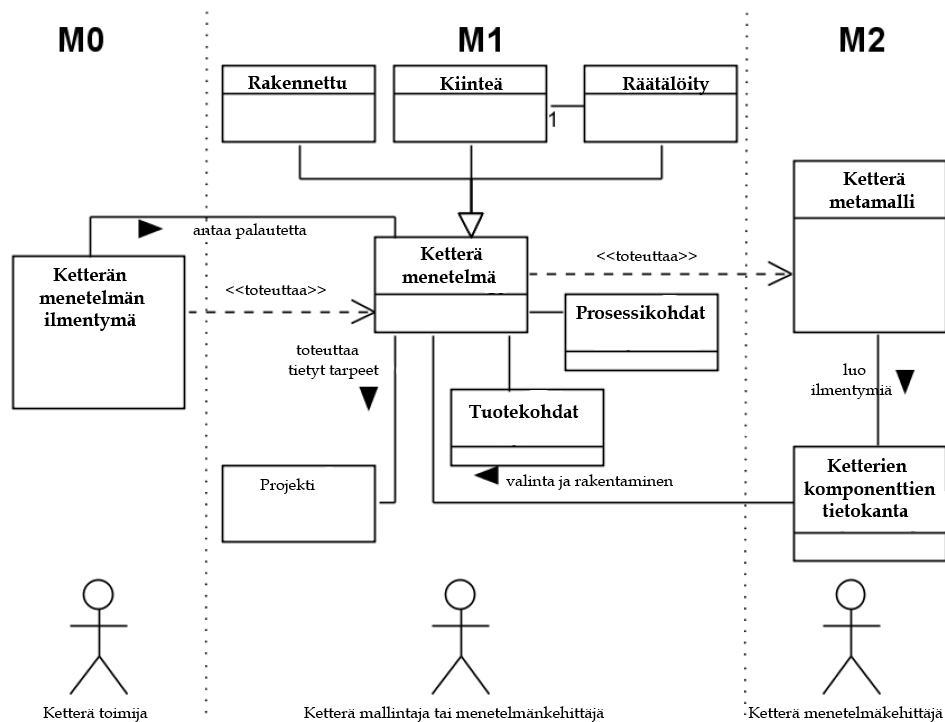 M0
M1
M2
Rakennettu
Kiinteä
Räätälöity
1
Ketterä
metamalli
antaa palautetta
Ketterä
menetelmä
<<toteuttaa>>
Ketterän
menetelmän
ilmentymä
<<toteuttaa>>
Prosessikohdat
toteuttaa
tietyt tarpeet
luo
ilmentymiä
Tuotekohdat
Projekti
valinta ja rakentaminen
Ketterien
komponenttien
tietokanta
Ketterä toimija
Ketterä mallintaja tai menetelmänkehittäjä
Ketterä menetelmäkehittäjä